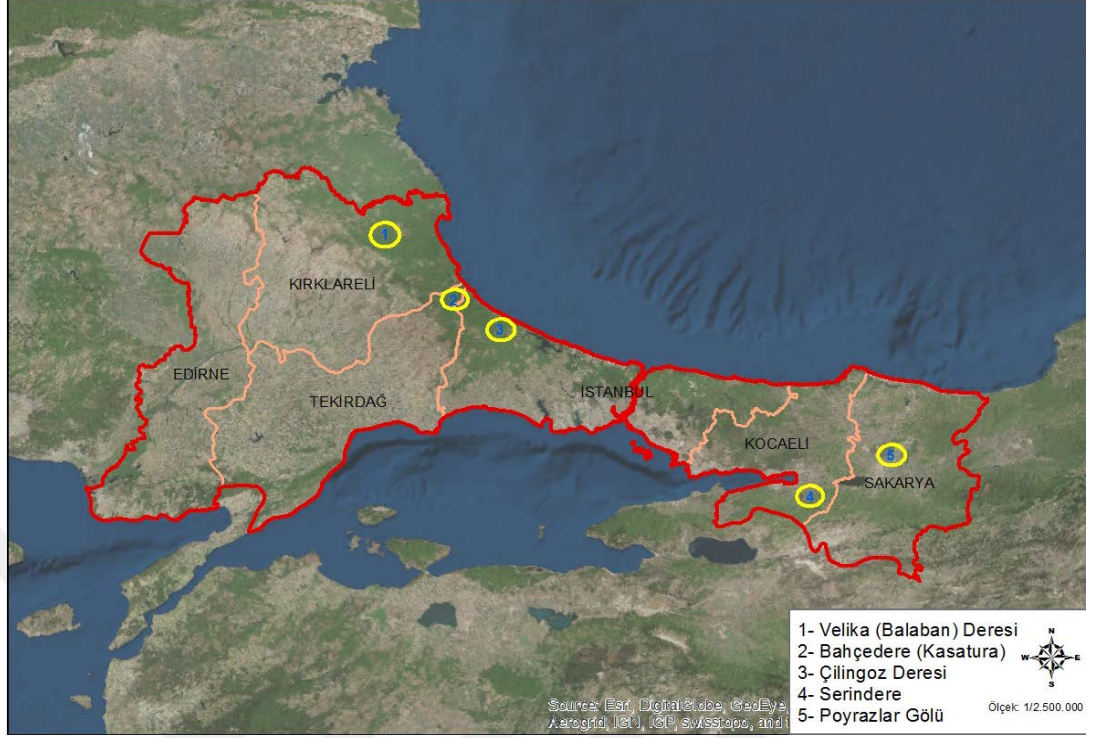 1
KIRKLARELİ
2
3
EDİRNE
TEKİRDAĞ
İSTANBUL
KOCAELİ
5
SAKARYA
4
1- Velika (Balaban) Deresi
2- Bahçedere (Kasatura)
3- Çilingoz Deresi
4- Serindere
5- Poyrazlar Gölü
N
W E
S
Ölçek: 1/2.500.000
Source: Esri, DigitalGlobe, GeoEye,
Aerogrid, IGN, IGP, swisstopo, and